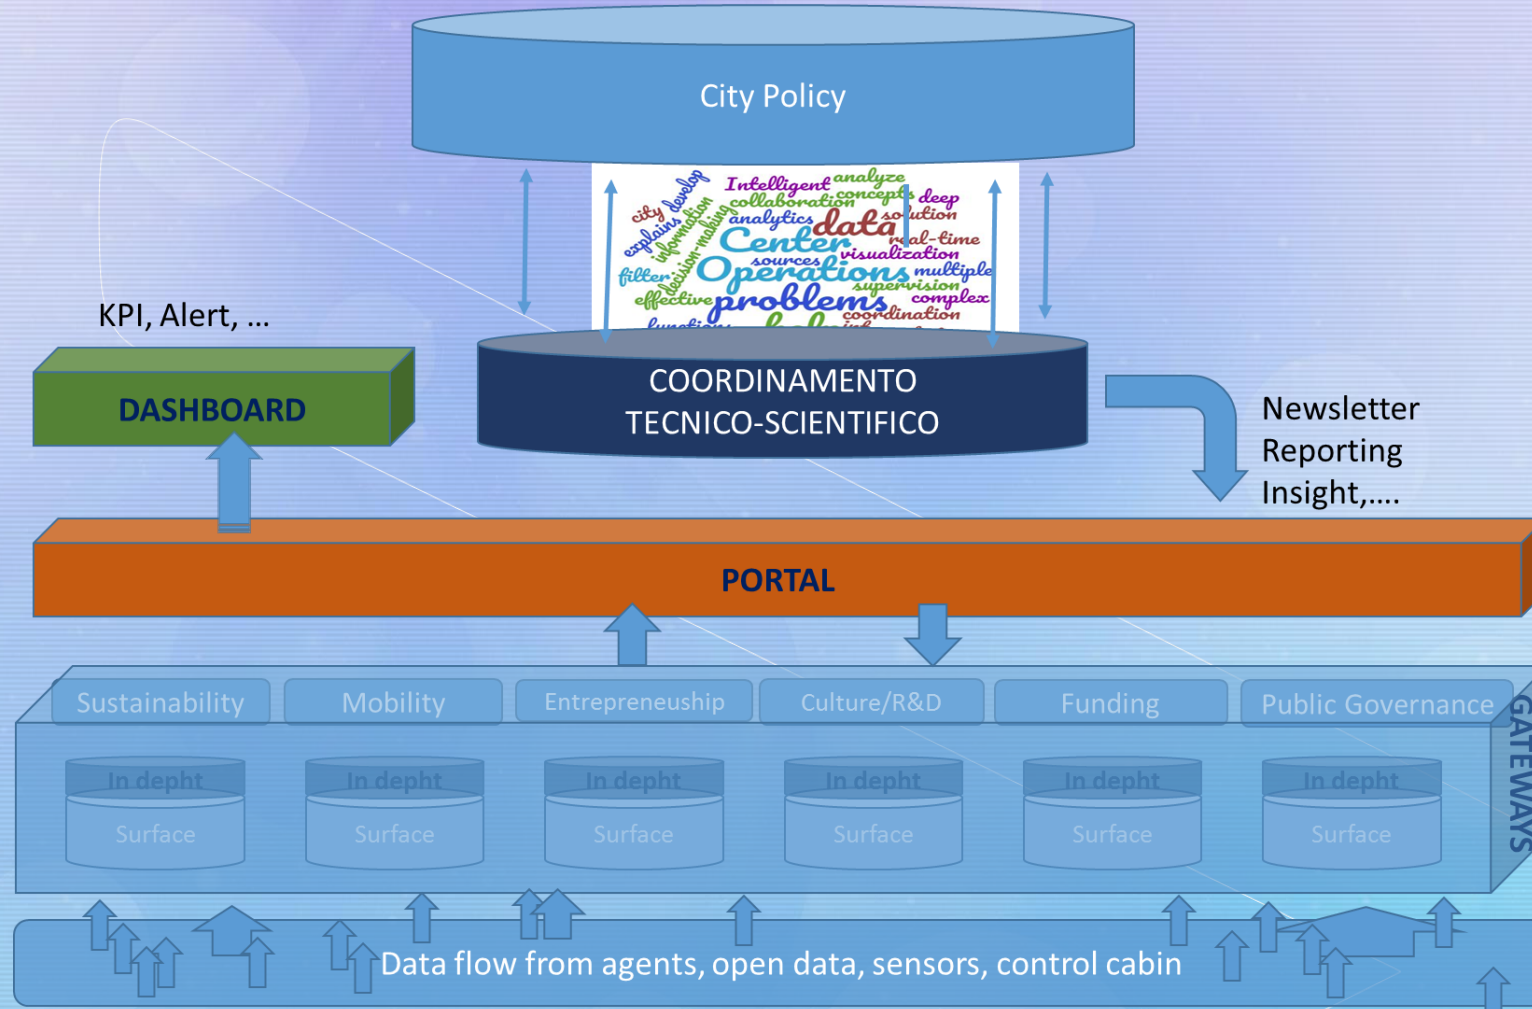 City Policy
Intelligent
analyze
concepts
deep
city
develop
collaboration
solution
explains
information
decision-making
analytics
data
real-time
Center
visualization
sources
filter
Operations
multiple
supervision
effective
problems
complex
coordination
functions
help
KPI, Alert, ...
DASHBOARD
COORDINAMENTO
TECNICO-SCIENTIFICO
Newsletter
Reporting
Insight,....
PORTAL
Sustainability
Mobility
Entrepreneuship
Culture/R&D
Funding
Public Governance
GATEWAYS
In depht
In depht
In depht
In depht
In depht
In depht
Surface
Surface
Surface
Surface
Surface
Surface
Data flow from agents, open data, sensors, control cabin